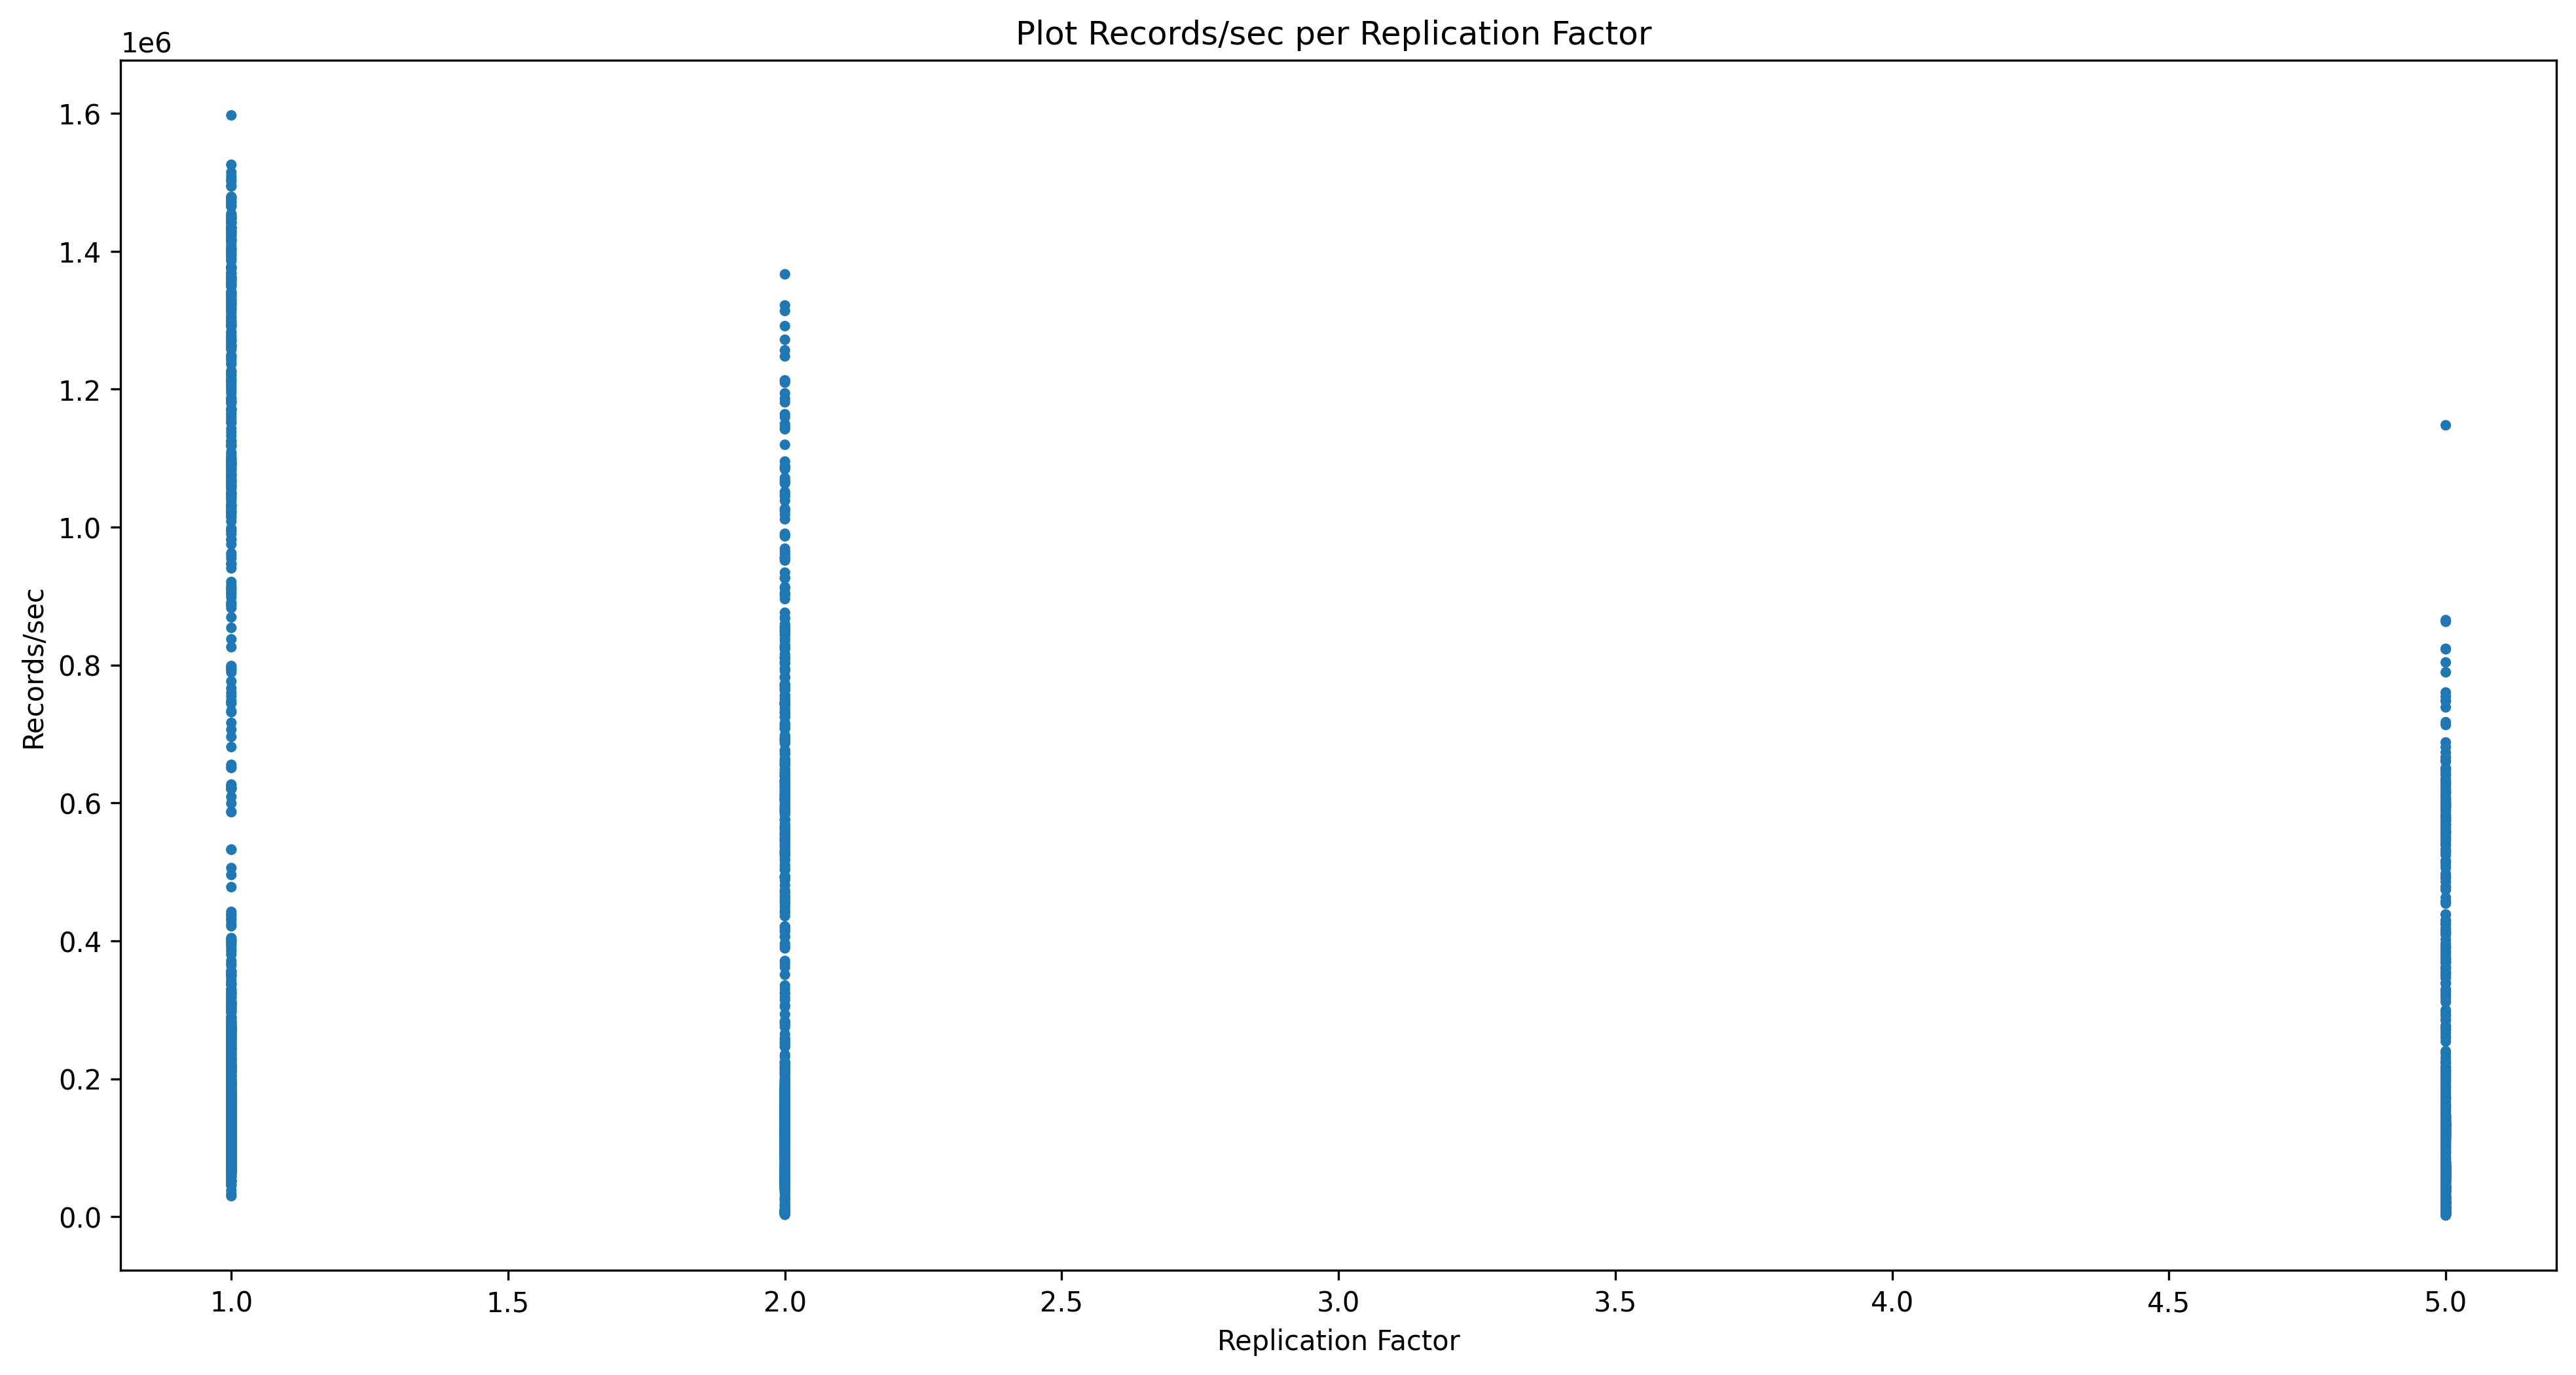 Plot Records/sec per Replication Factor
1e6
1.6
1.4
1.2
1.0
0.8
0.6
0.4
0.2
0.0
Records/sec
1.0 1.5 2.0 2.5 3.0 3.5 4.0 4.5 5.0
Replication Factor